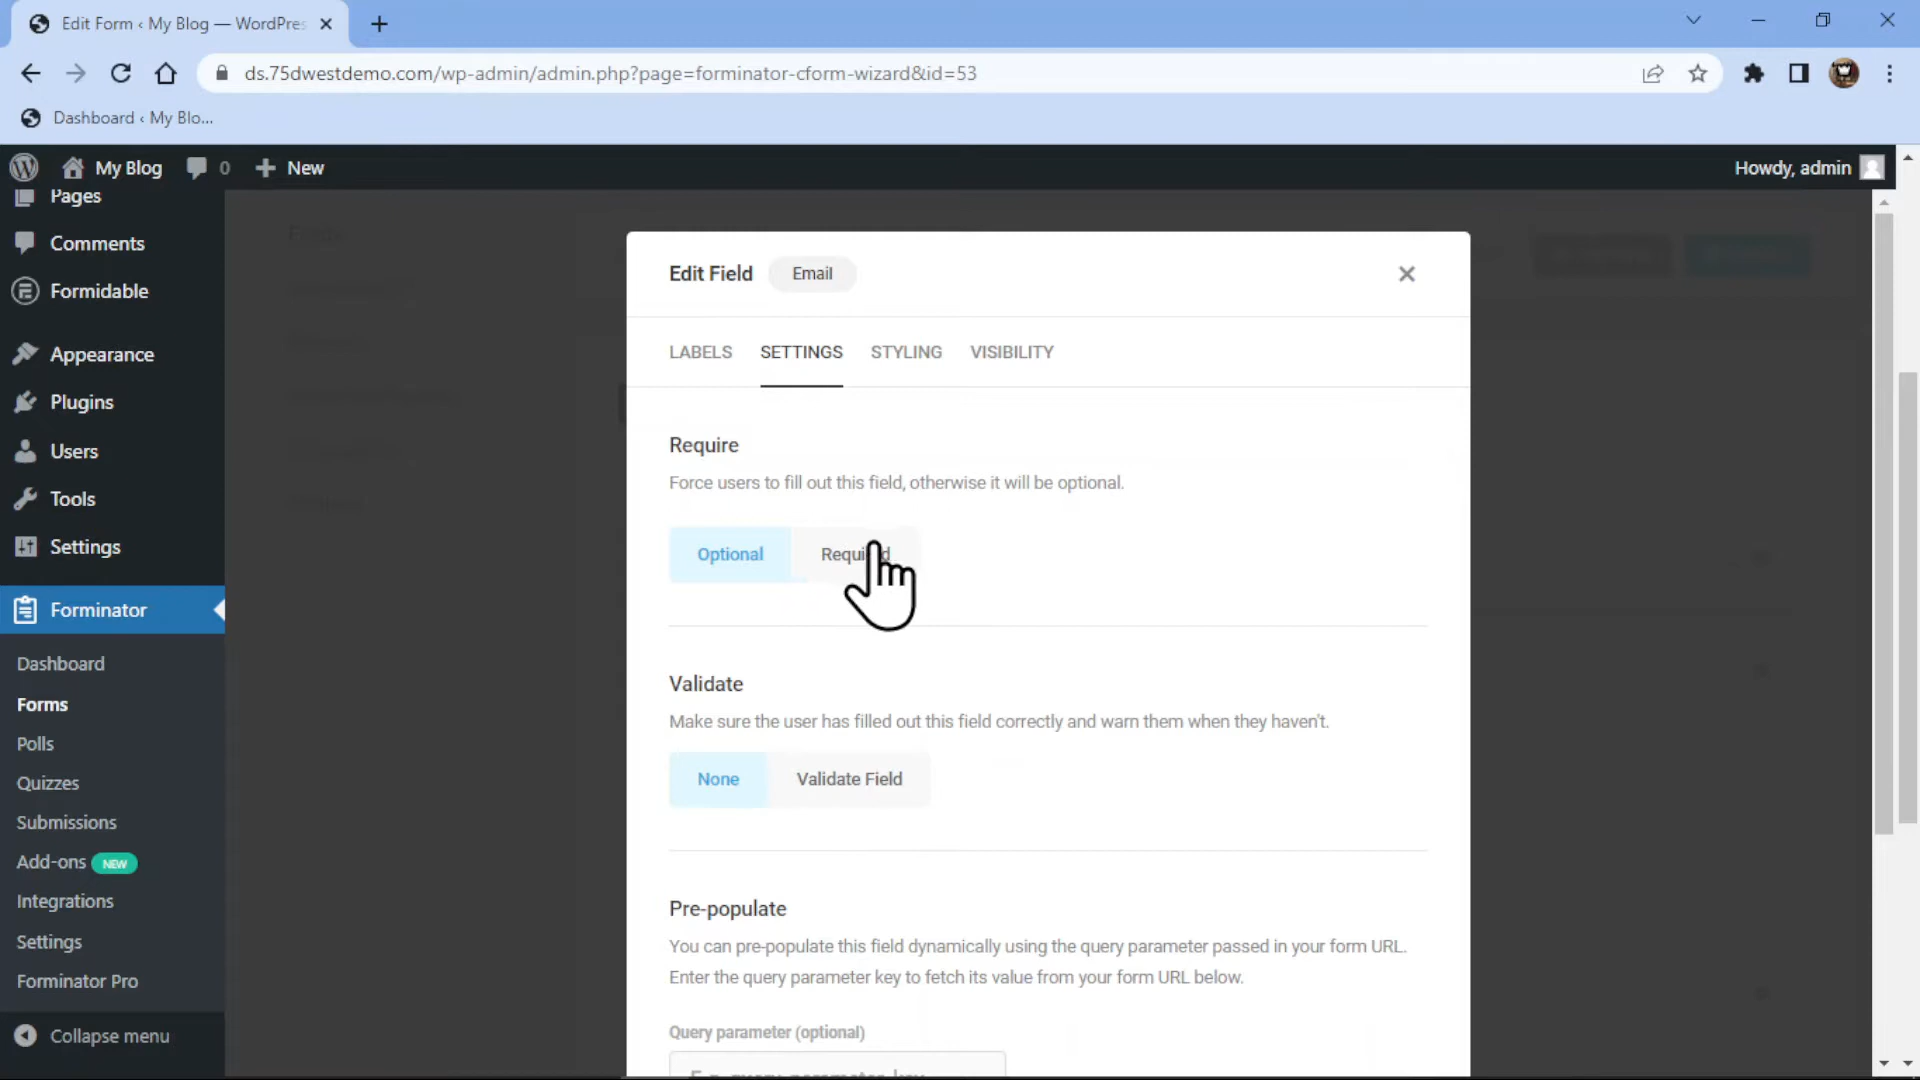 Edit Form ‹ My Blog — WordPres
ds.75dwestdemo.com/wp-admin/admin.php?page=forminator-cform-wizard&id=53
Dashboard ‹ My Blo...
My Blog
0
New
Howdy, admin
Pages
Comments
Formidable
Appearance
Plugins
Users
Tools
Settings
Forminator
Dashboard
Forms
Polls
Quizzes
Submissions
Add-ons NEW
Integrations
Settings
Forminator Pro
Collapse menu
Edit Field Email
LABELS SETTINGS STYLING VISIBILITY
Require
Force users to fill out this field, otherwise it will be optional.
Optional Required
Validate
Make sure the user has filled out this field correctly and warn them when they haven't.
None Validate Field
Pre-populate
You can pre-populate this field dynamically using the query parameter passed in your form URL.
Enter the query parameter key to fetch its value from your form URL below.
Query parameter (optional)
E.g. query_parameter_key